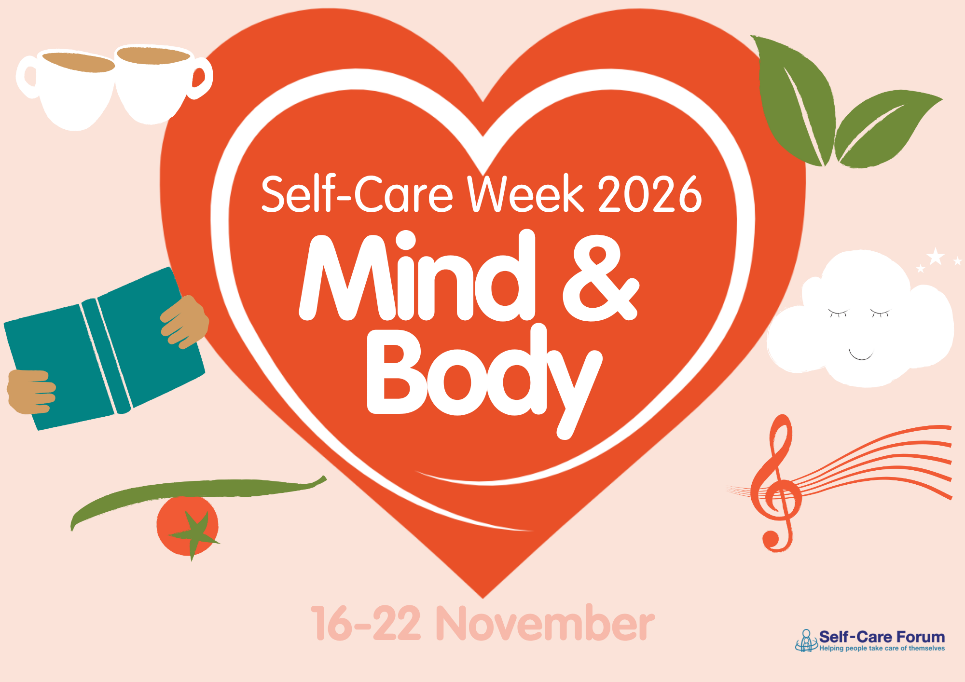 Self-Care Week 2026
Mind &
Body
16-22 November
Self-Care Forum
Helping people take care of themselves